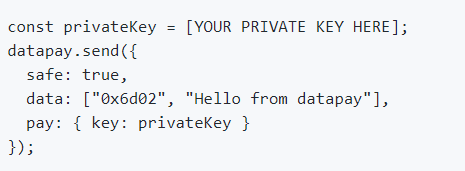 const privateKey = [YOUR PRIVATE KEY HERE];
datapay.send({
  safe: true,
  data: ["0x6d02", "Hello from datapay"],
  pay: { key: privateKey }
});